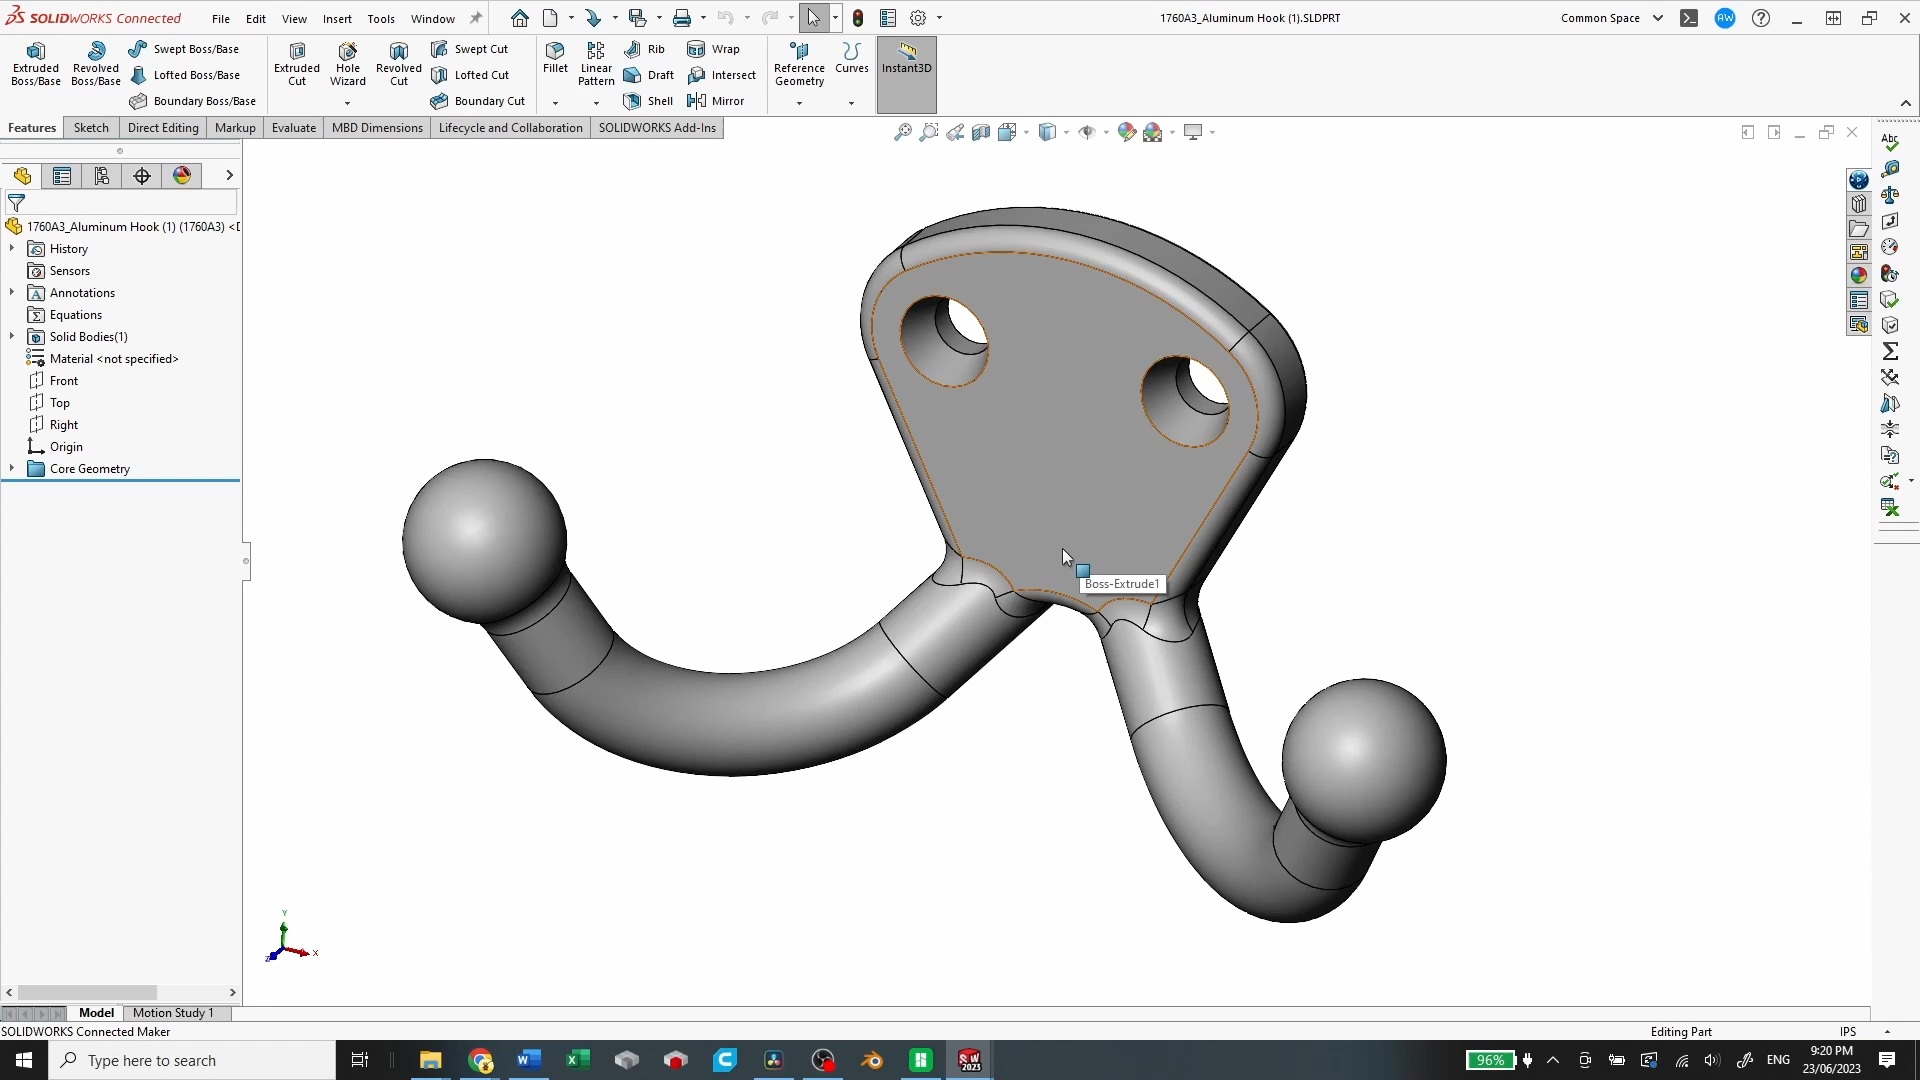 SOLIDWORKS Connected
File Edit View Insert Tools Window
1760A3_Aluminum Hook (1).SLDPRT
Common Space
AW
Extruded Boss/Base
Revolved Boss/Base
Swept Boss/Base
Lofted Boss/Base
Boundary Boss/Base
Extruded Cut
Hole Wizard
Revolved Cut
Swept Cut
Lofted Cut
Boundary Cut
Fillet
Linear Pattern
Rib
Draft
Shell
Wrap
Intersect
Mirror
Reference Geometry
Curves
Instant3D
Features Sketch Direct Editing Markup Evaluate MBD Dimensions Lifecycle and Collaboration SOLIDWORKS Add-Ins
Abc
1760A3_Aluminum Hook (1) (1760A3) <D
History
Sensors
Annotations
Equations
Solid Bodies(1)
Material <not specified>
Front
Top
Right
Origin
Core Geometry
Boss-Extrude1
Y
X
Z
Model Motion Study 1
SOLIDWORKS Connected Maker
Editing Part
IPS
Type here to search
SW 2023
96%
ENG
9:20 PM
23/06/2023